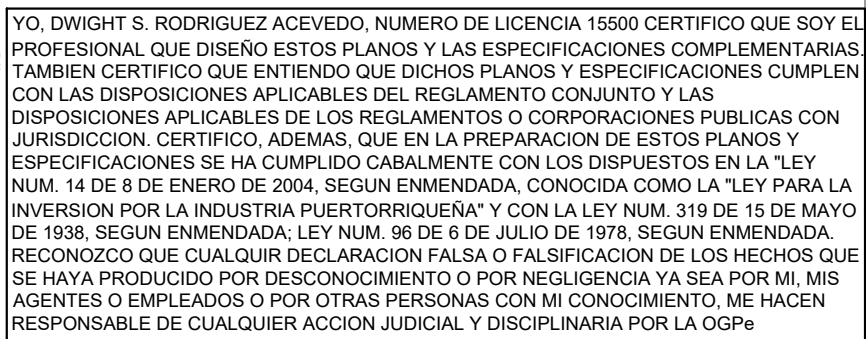 YO, DWIGHT S. RODRIGUEZ ACEVEDO, NUMERO DE LICENCIA 15500 CERTIFICO QUE SOY EL
PROFESIONAL QUE DISEÑO ESTOS PLANOS Y LAS ESPECIFICACIONES COMPLEMENTARIAS.
TAMBIEN CERTIFICO QUE ENTIENDO QUE DICHOS PLANOS Y ESPECIFICACIONES CUMPLEN
CON LAS DISPOSICIONES APLICABLES DEL REGLAMENTO CONJUNTO Y LAS
DISPOSICIONES APLICABLES DE LOS REGLAMENTOS O CORPORACIONES PUBLICAS CON
JURISDICCION. CERTIFICO, ADEMAS, QUE EN LA PREPARACION DE ESTOS PLANOS Y
ESPECIFICACIONES SE HA CUMPLIDO CABALMENTE CON LOS DISPUESTOS EN LA "LEY
NUM. 14 DE 8 DE ENERO DE 2004, SEGUN ENMENDADA, CONOCIDA COMO LA "LEY PARA LA
INVERSION POR LA INDUSTRIA PUERTORRIQUEÑA" Y CON LA LEY NUM. 319 DE 15 DE MAYO
DE 1938, SEGUN ENMENDADA; LEY NUM. 96 DE 6 DE JULIO DE 1978, SEGUN ENMENDADA.
RECONOZCO QUE CUALQUIR DECLARACION FALSA O FALSIFICACION DE LOS HECHOS QUE
SE HAYA PRODUCIDO POR DESCONOCIMIENTO O POR NEGLIGENCIA YA SEA POR MI, MIS
AGENTES O EMPLEADOS O POR OTRAS PERSONAS CON MI CONOCIMIENTO, ME HACEN
RESPONSABLE DE CUALQUIER ACCION JUDICIAL Y DISCIPLINARIA POR LA OGPe